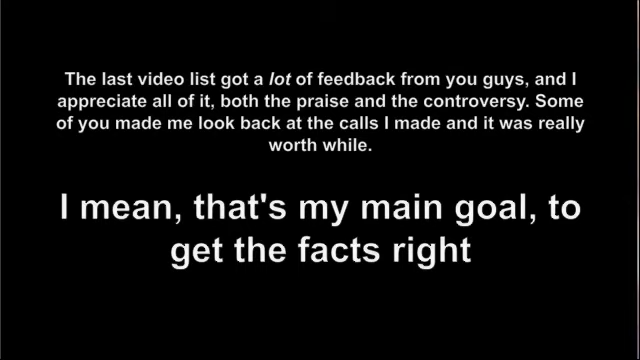 The last video list got a lot of feedback from you guys, and I
appreciate all of it, both the praise and the controversy. Some
of you made me look back at the calls I made and it was really
worth while.
I mean, that's my main goal, to
get the facts right